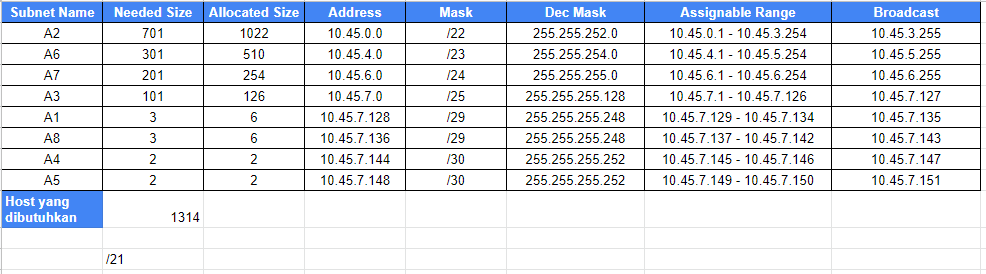 Subnet Name Needed Size Allocated Size Address Mask Dec Mask Assignable Range Broadcast
A2 701 1022 10.45.0.0 /22 255.255.252.0 10.45.0.1 - 10.45.3.254 10.45.3.255
A6 301 510 10.45.4.0 /23 255.255.254.0 10.45.4.1 - 10.45.5.254 10.45.5.255
A7 201 254 10.45.6.0 /24 255.255.255.0 10.45.6.1 - 10.45.6.254 10.45.6.255
A3 101 126 10.45.7.0 /25 255.255.255.128 10.45.7.1 - 10.45.7.126 10.45.7.127
A1 3 6 10.45.7.128 /29 255.255.255.248 10.45.7.129 - 10.45.7.134 10.45.7.135
A8 3 6 10.45.7.136 /29 255.255.255.248 10.45.7.137 - 10.45.7.142 10.45.7.143
A4 2 2 10.45.7.144 /30 255.255.255.252 10.45.7.145 - 10.45.7.146 10.45.7.147
A5 2 2 10.45.7.148 /30 255.255.255.252 10.45.7.149 - 10.45.7.150 10.45.7.151
Host yang
dibutuhkan 1314
/21